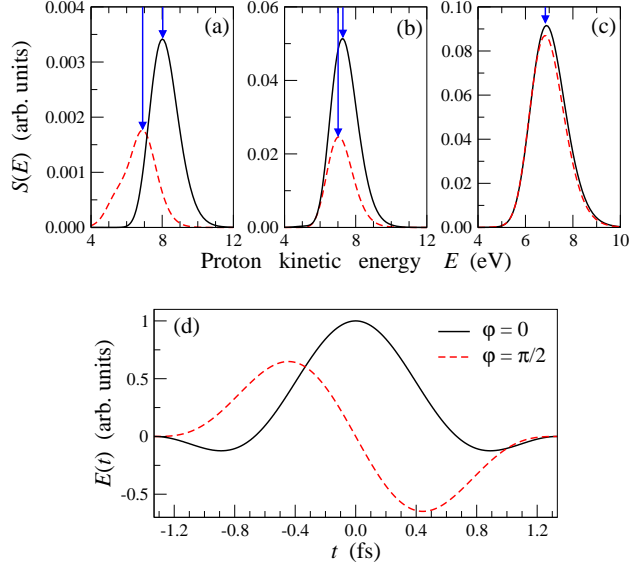 (a) (b) (c)
S(E) (arb. units)
0.004 0.06 0.10
0.003 0.08
0.04 0.06
0.002
0.02 0.04
0.001 0.02
0.000 0.00 0.00
4 8 12 4 8 12 4 6 8 10
Proton kinetic energy E (eV)
(d)
φ = 0
φ = π/2
E(t) (arb. units)
1
0.5
0
-0.5
-1.2 -0.8 -0.4 0.0 0.4 0.8 1.2
t (fs)